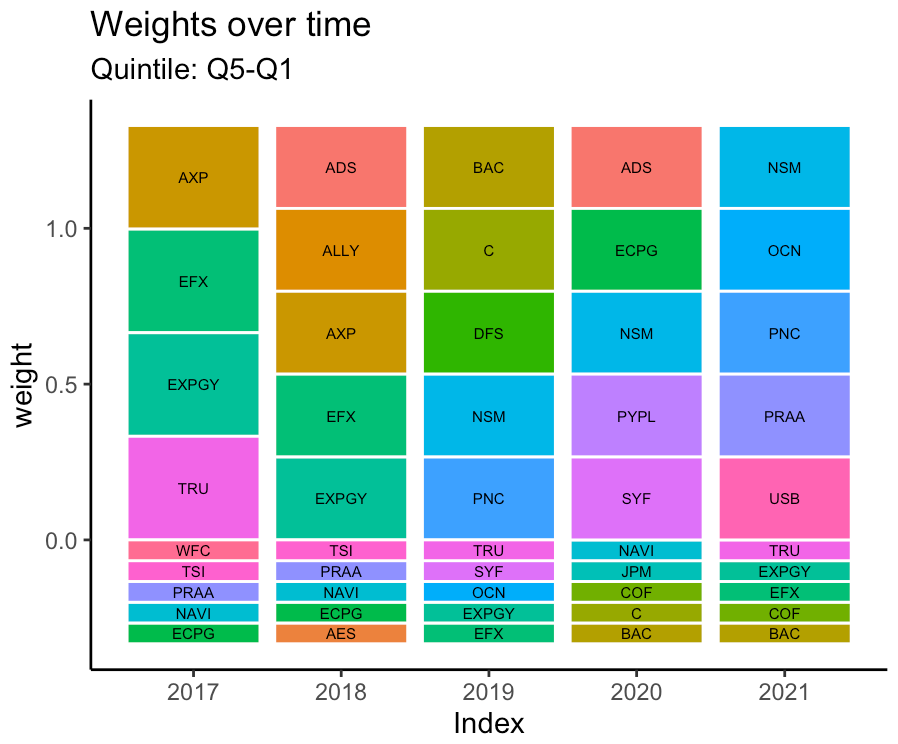 Weights over time
Quintile: Q5-Q1
weight
1.0
0.5
0.0
AXP
EFX
EXPGY
TRU
WFC
TSI
PRAA
NAVI
ECPG
ADS
ALLY
AXP
EFX
EXPGY
TSI
PRAA
NAVI
ECPG
AES
BAC
C
DFS
NSM
PNC
TRU
SYF
OCN
EXPGY
EFX
ADS
ECPG
NSM
PYPL
SYF
NAVI
JPM
COF
C
BAC
NSM
OCN
PNC
PRAA
USB
TRU
EXPGY
EFX
COF
BAC
2017 2018 2019 2020 2021
Index